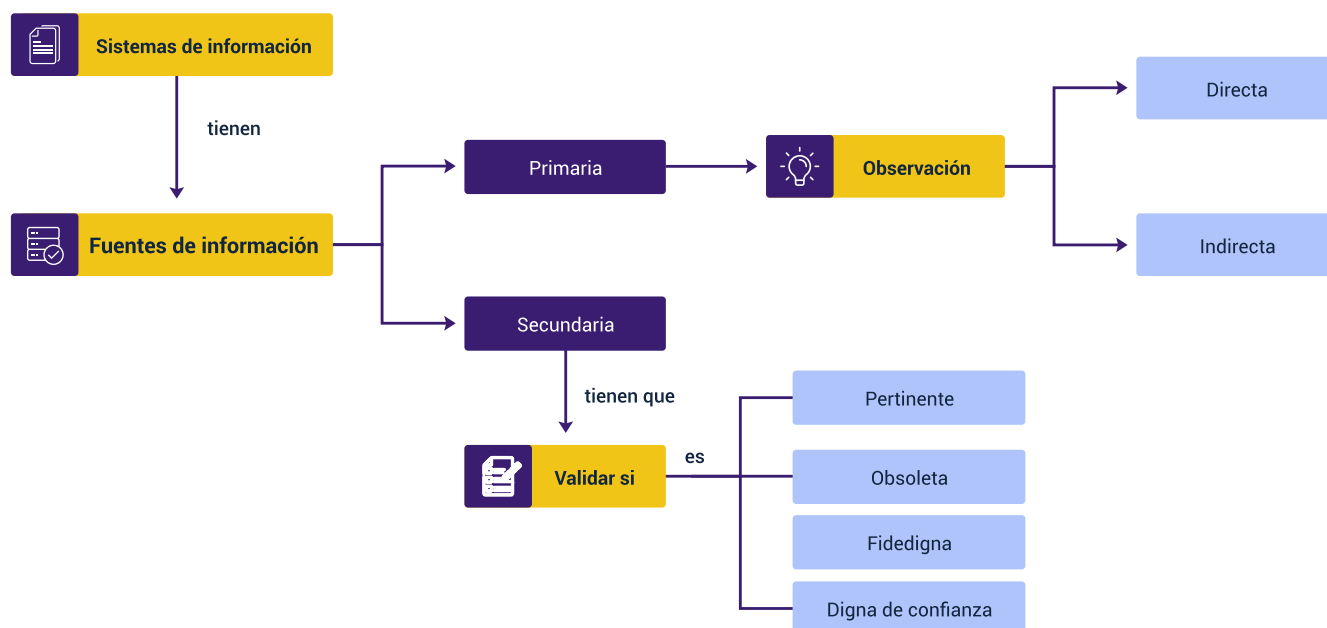 Sistemas de información
tienen
Fuentes de información
Primaria
Observación
Directa
Indirecta
Secundaria
tienen que
Validar si
es
Pertinente
Obsoleta
Fidedigna
Digna de confianza